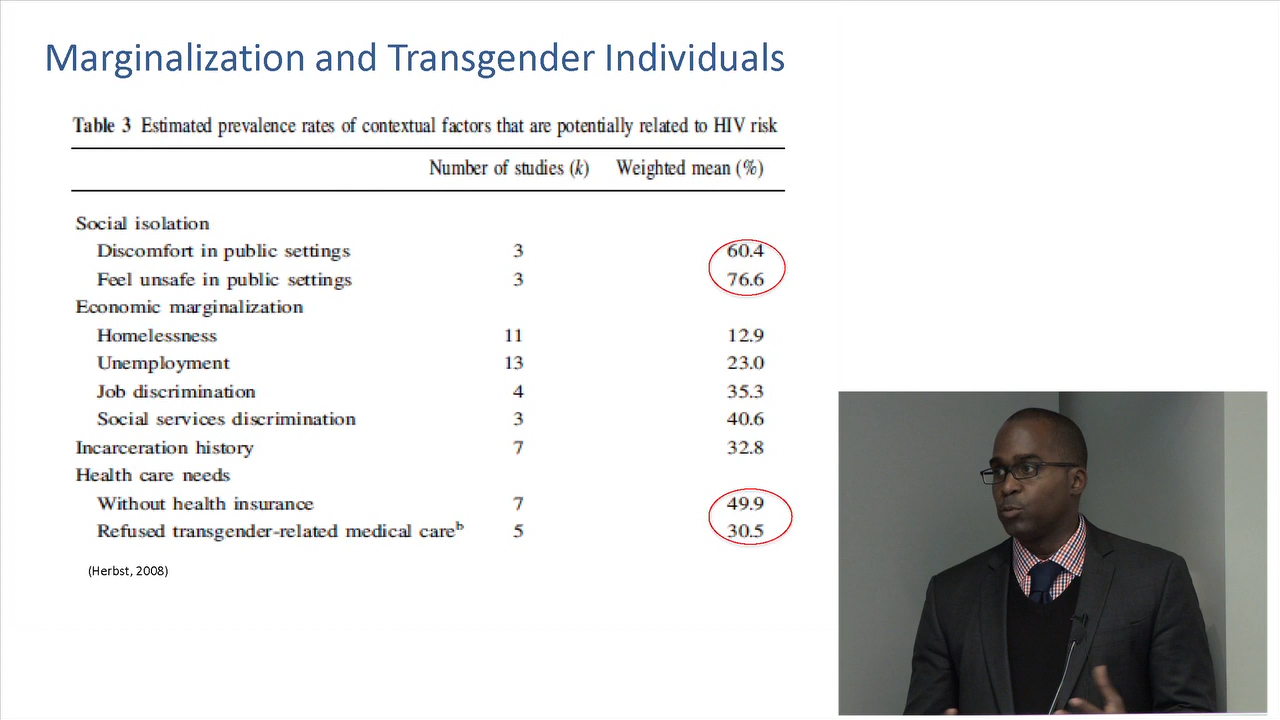 Marginalization and Transgender Individuals
Table 3 Estimated prevalence rates of contextual factors that are potentially related to HIV risk
Number of studies (k) Weighted mean (%)
Social isolation
Discomfort in public settings 3 60.4
Feel unsafe in public settings 3 76.6
Economic marginalization
Homelessness 11 12.9
Unemployment 13 23.0
Job discrimination 4 35.3
Social services discrimination 3 40.6
Incarceration history 7 32.8
Health care needs
Without health insurance 7 49.9
Refused transgender-related medical careᵇ 5 30.5
(Herbst, 2008)